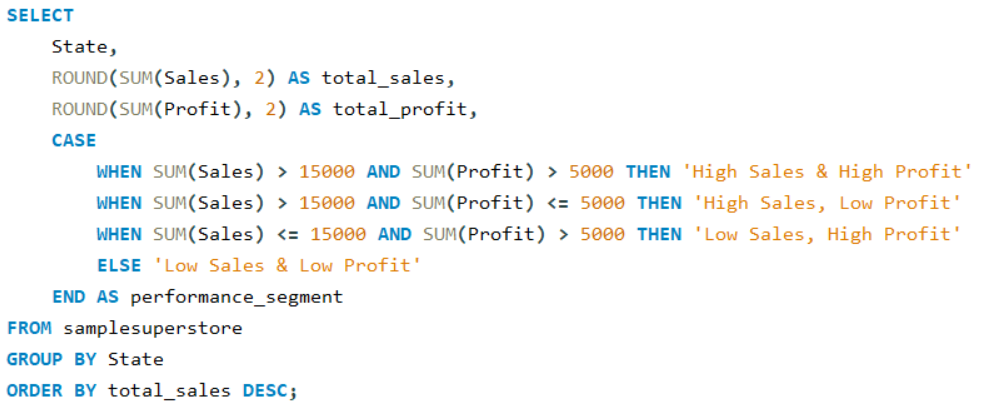 SELECT
    State,
    ROUND(SUM(Sales), 2) AS total_sales,
    ROUND(SUM(Profit), 2) AS total_profit,
    CASE
        WHEN SUM(Sales) > 15000 AND SUM(Profit) > 5000 THEN 'High Sales & High Profit'
        WHEN SUM(Sales) > 15000 AND SUM(Profit) <= 5000 THEN 'High Sales, Low Profit'
        WHEN SUM(Sales) <= 15000 AND SUM(Profit) > 5000 THEN 'Low Sales, High Profit'
        ELSE 'Low Sales & Low Profit'
    END AS performance_segment
FROM samplesuperstore
GROUP BY State
ORDER BY total_sales DESC;